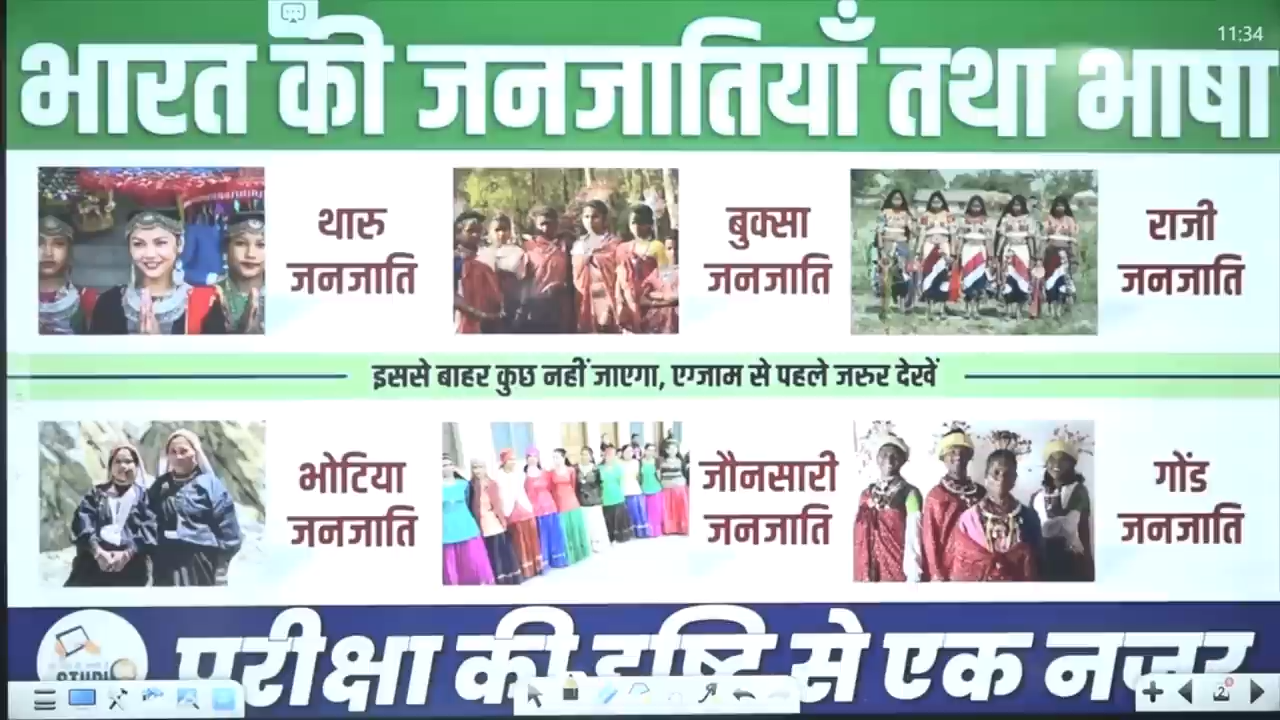 11:34
भारत की जनजातियाँ तथा भाषा
थारु
जनजाति
बुक्सा
जनजाति
राजी
जनजाति
इससे बाहर कुछ नहीं जाएगा, एग्जाम से पहले जरुर देखें
भोटिया
जनजाति
जौनसारी
जनजाति
गोंड
जनजाति
परीक्षा की दृष्टि से एक नजर
2